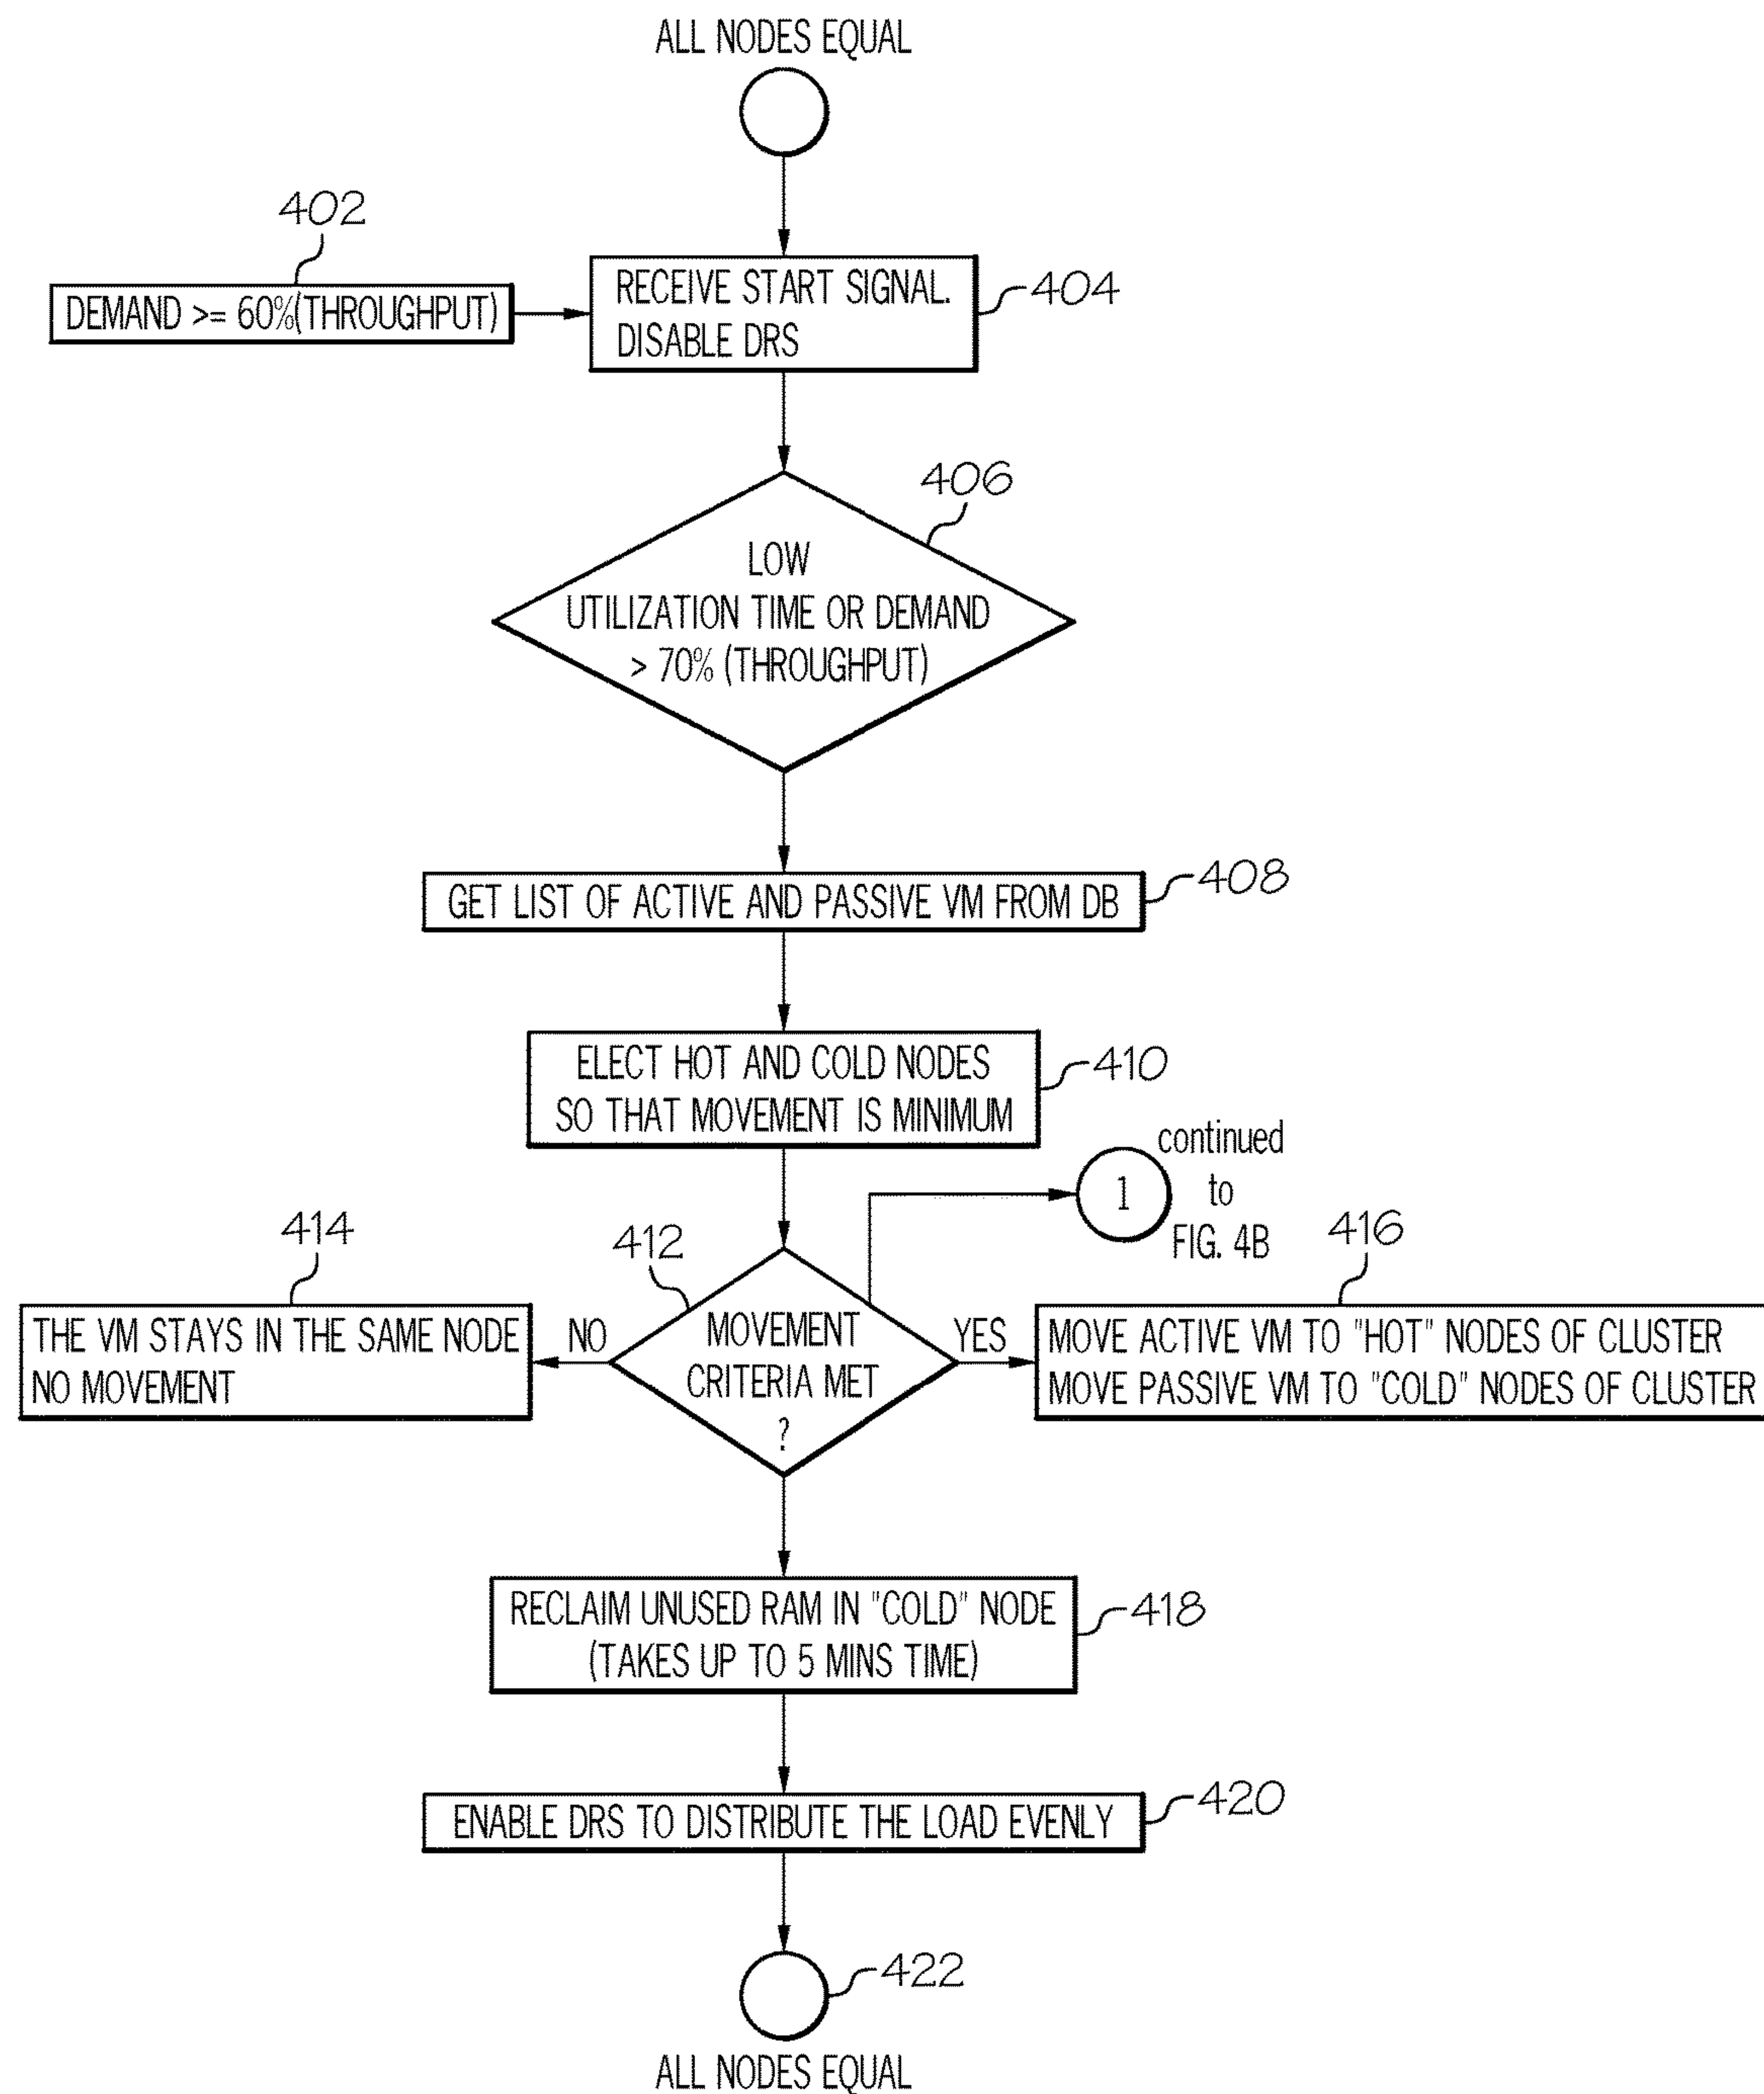 ALL NODES EQUAL
402
DEMAND >= 60%(THROUGHPUT)
RECEIVE START SIGNAL.
DISABLE DRS
404
406
LOW
UTILIZATION TIME OR DEMAND
> 70% (THROUGHPUT)
GET LIST OF ACTIVE AND PASSIVE VM FROM DB
408
ELECT HOT AND COLD NODES
SO THAT MOVEMENT IS MINIMUM
410
1
continued
to
FIG. 4B
414
THE VM STAYS IN THE SAME NODE
NO MOVEMENT
NO
412
MOVEMENT
CRITERIA MET
?
YES
416
MOVE ACTIVE VM TO "HOT" NODES OF CLUSTER
MOVE PASSIVE VM TO "COLD" NODES OF CLUSTER
RECLAIM UNUSED RAM IN "COLD" NODE
(TAKES UP TO 5 MINS TIME)
418
ENABLE DRS TO DISTRIBUTE THE LOAD EVENLY
420
422
ALL NODES EQUAL